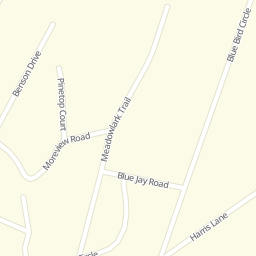 Benson Drive
Blue Bird Circle
Pinetop Court
Meadowlark Trail
Moreview Road
Blue Jay Road
Harris Lane